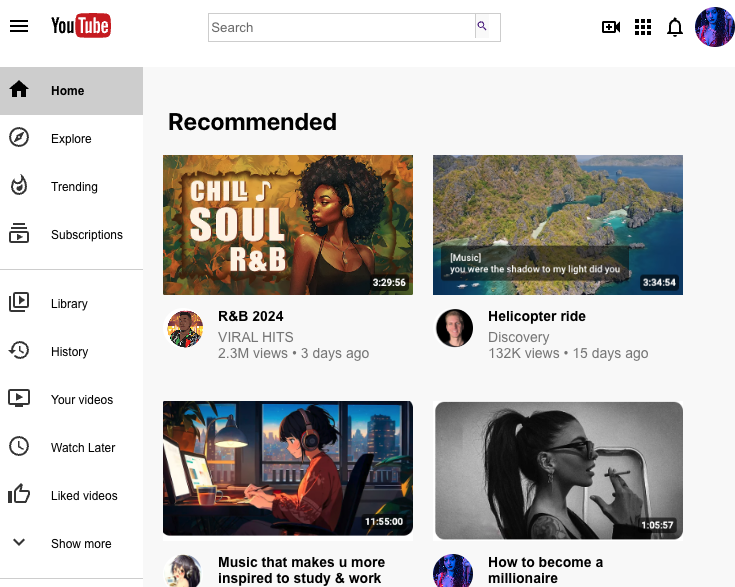 YouTube
Search
Home
Explore
Trending
Subscriptions
Library
History
Your videos
Watch Later
Liked videos
Show more
Recommended
CHILL
SOUL
R&B
3:29:56
R&B 2024
VIRAL HITS
2.3M views • 3 days ago
[Music]
you were the shadow to my light did you
3:34:54
Helicopter ride
Discovery
132K views • 15 days ago
11:55:00
Music that makes u more
inspired to study & work
1:05:57
How to become a
millionaire